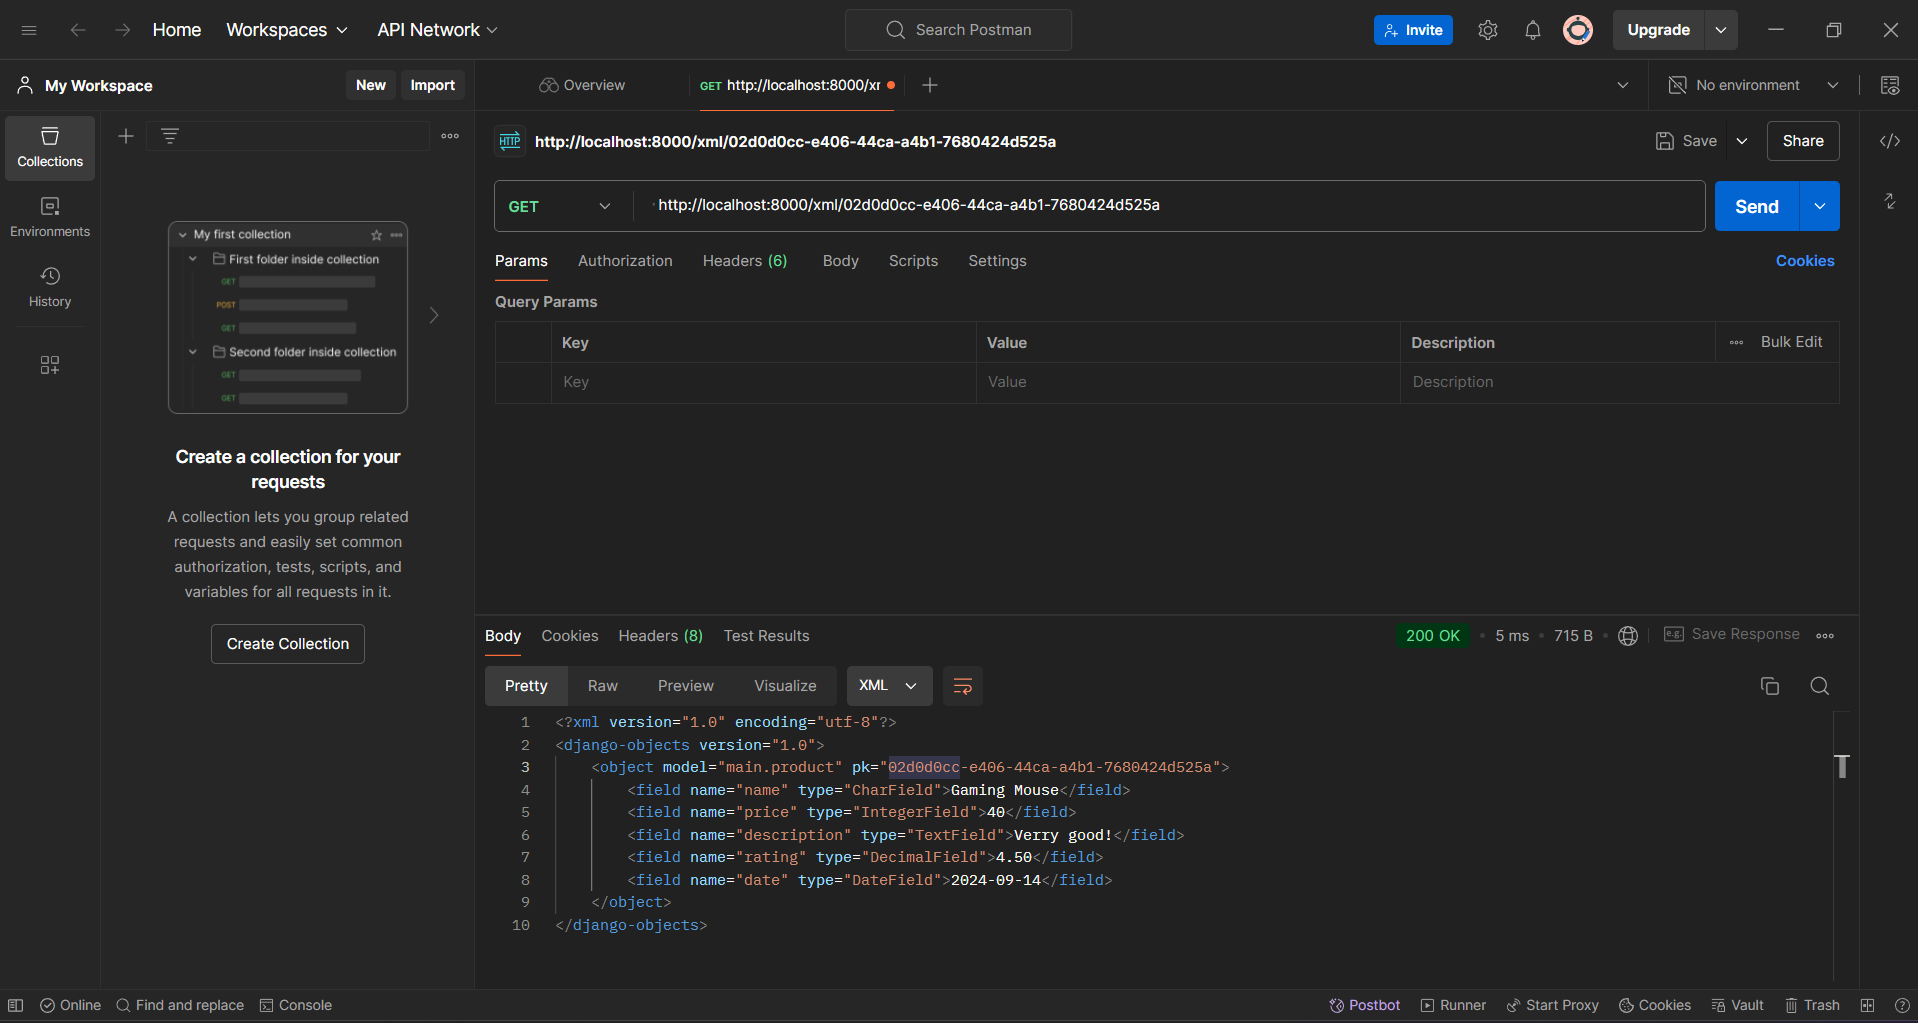 Home Workspaces API Network Search Postman Invite Upgrade
My Workspace New Import Overview GET http://localhost:8000/xr No environment
Collections
Environments
History
My first collection
First folder inside collection
GET
POST
GET
Second folder inside collection
GET
GET
Create a collection for your
requests
A collection lets you group related
requests and easily set common
authorization, tests, scripts, and
variables for all requests in it.
Create Collection
HTTP http://localhost:8000/xml/02d0d0cc-e406-44ca-a4b1-7680424d525a Save Share
GET http://localhost:8000/xml/02d0d0cc-e406-44ca-a4b1-7680424d525a Send
Params Authorization Headers (6) Body Scripts Settings Cookies
Query Params
Key Value Description Bulk Edit
Key Value Description
Body Cookies Headers (8) Test Results 200 OK 5 ms 715 B e.g. Save Response
Pretty Raw Preview Visualize XML
1 <?xml version="1.0" encoding="utf-8"?>
2 <django-objects version="1.0">
3 <object model="main.product" pk="02d0d0cc-e406-44ca-a4b1-7680424d525a">
4 <field name="name" type="CharField">Gaming Mouse</field>
5 <field name="price" type="IntegerField">40</field>
6 <field name="description" type="TextField">Verry good!</field>
7 <field name="rating" type="DecimalField">4.50</field>
8 <field name="date" type="DateField">2024-09-14</field>
9 </object>
10 </django-objects>
Online Find and replace Console Postbot Runner Start Proxy Cookies Vault Trash